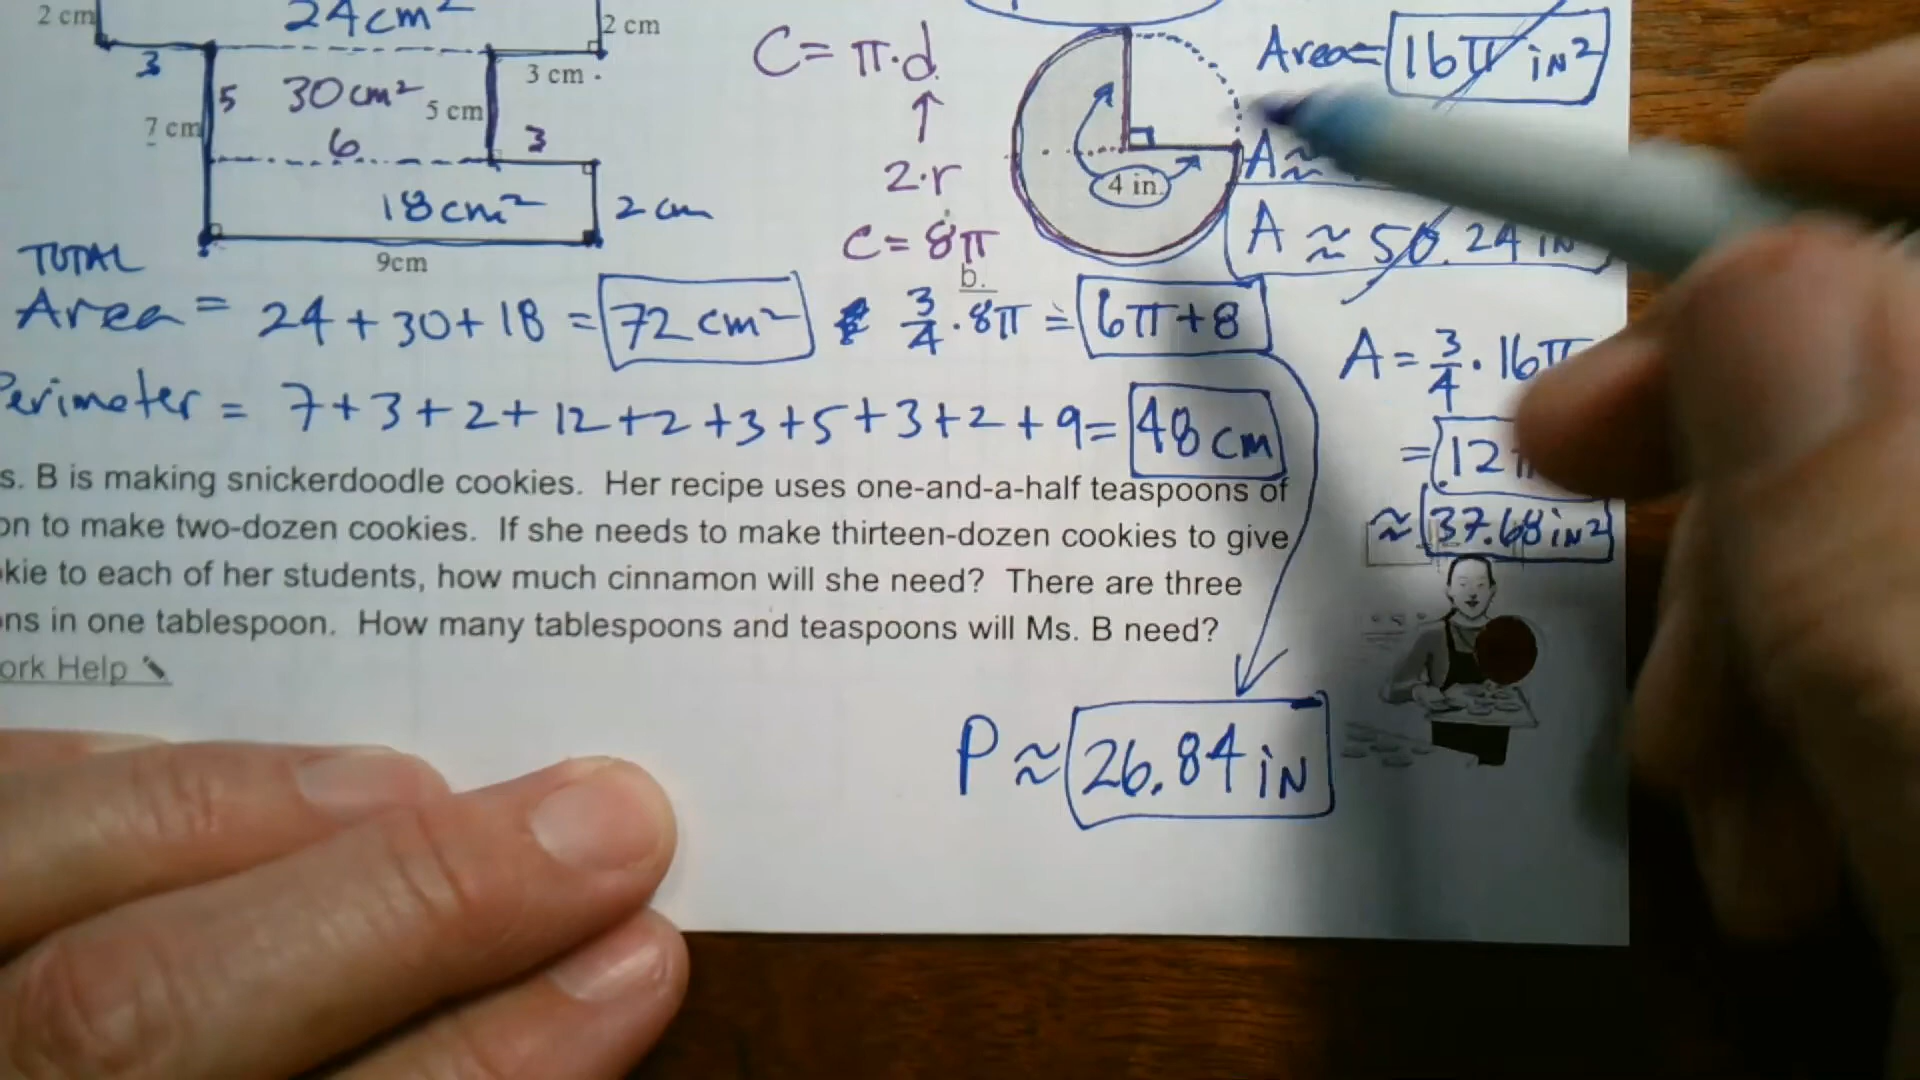 2 cm
24cm²
2 cm
3
3 cm
5
30cm²
5 cm
7 cm
6
3
18cm²
2cm
9cm
C = π·d
2·r
C = 8π
4 in.
Area = 16π in²
A≈
A ≈ 50.24 in
b.
TOTAL
Area = 24+30+18 = 72 cm²
3/4 · 8π = 6π+8
A = 3/4 · 16π
= 12
≈ 37.68 in²
Perimeter = 7+3+2+12+2+3+5+3+2+9= 48 cm
s. B is making snickerdoodle cookies. Her recipe uses one-and-a-half teaspoons of
on to make two-dozen cookies. If she needs to make thirteen-dozen cookies to give
kie to each of her students, how much cinnamon will she need? There are three
ns in one tablespoon. How many tablespoons and teaspoons will Ms. B need?
ork Help
P ≈ 26.84 in